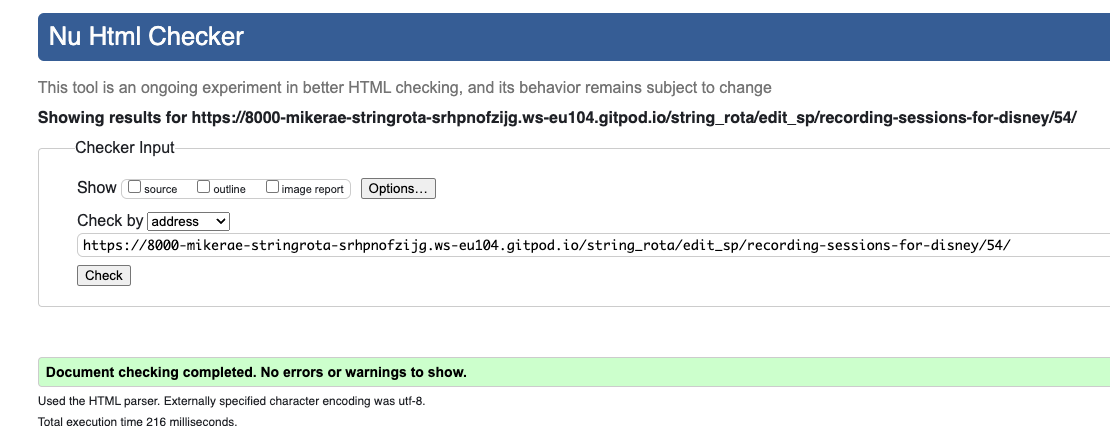 Nu Html Checker
This tool is an ongoing experiment in better HTML checking, and its behavior remains subject to change
Showing results for https://8000-mikerae-stringrota-srhpnofzijg.ws-eu104.gitpod.io/string_rota/edit_sp/recording-sessions-for-disney/54/
Checker Input
Show source outline image report Options...
Check by address
https://8000-mikerae-stringrota-srhpnofzijg.ws-eu104.gitpod.io/string_rota/edit_sp/recording-sessions-for-disney/54/
Check
Document checking completed. No errors or warnings to show.
Used the HTML parser. Externally specified character encoding was utf-8.
Total execution time 216 milliseconds.